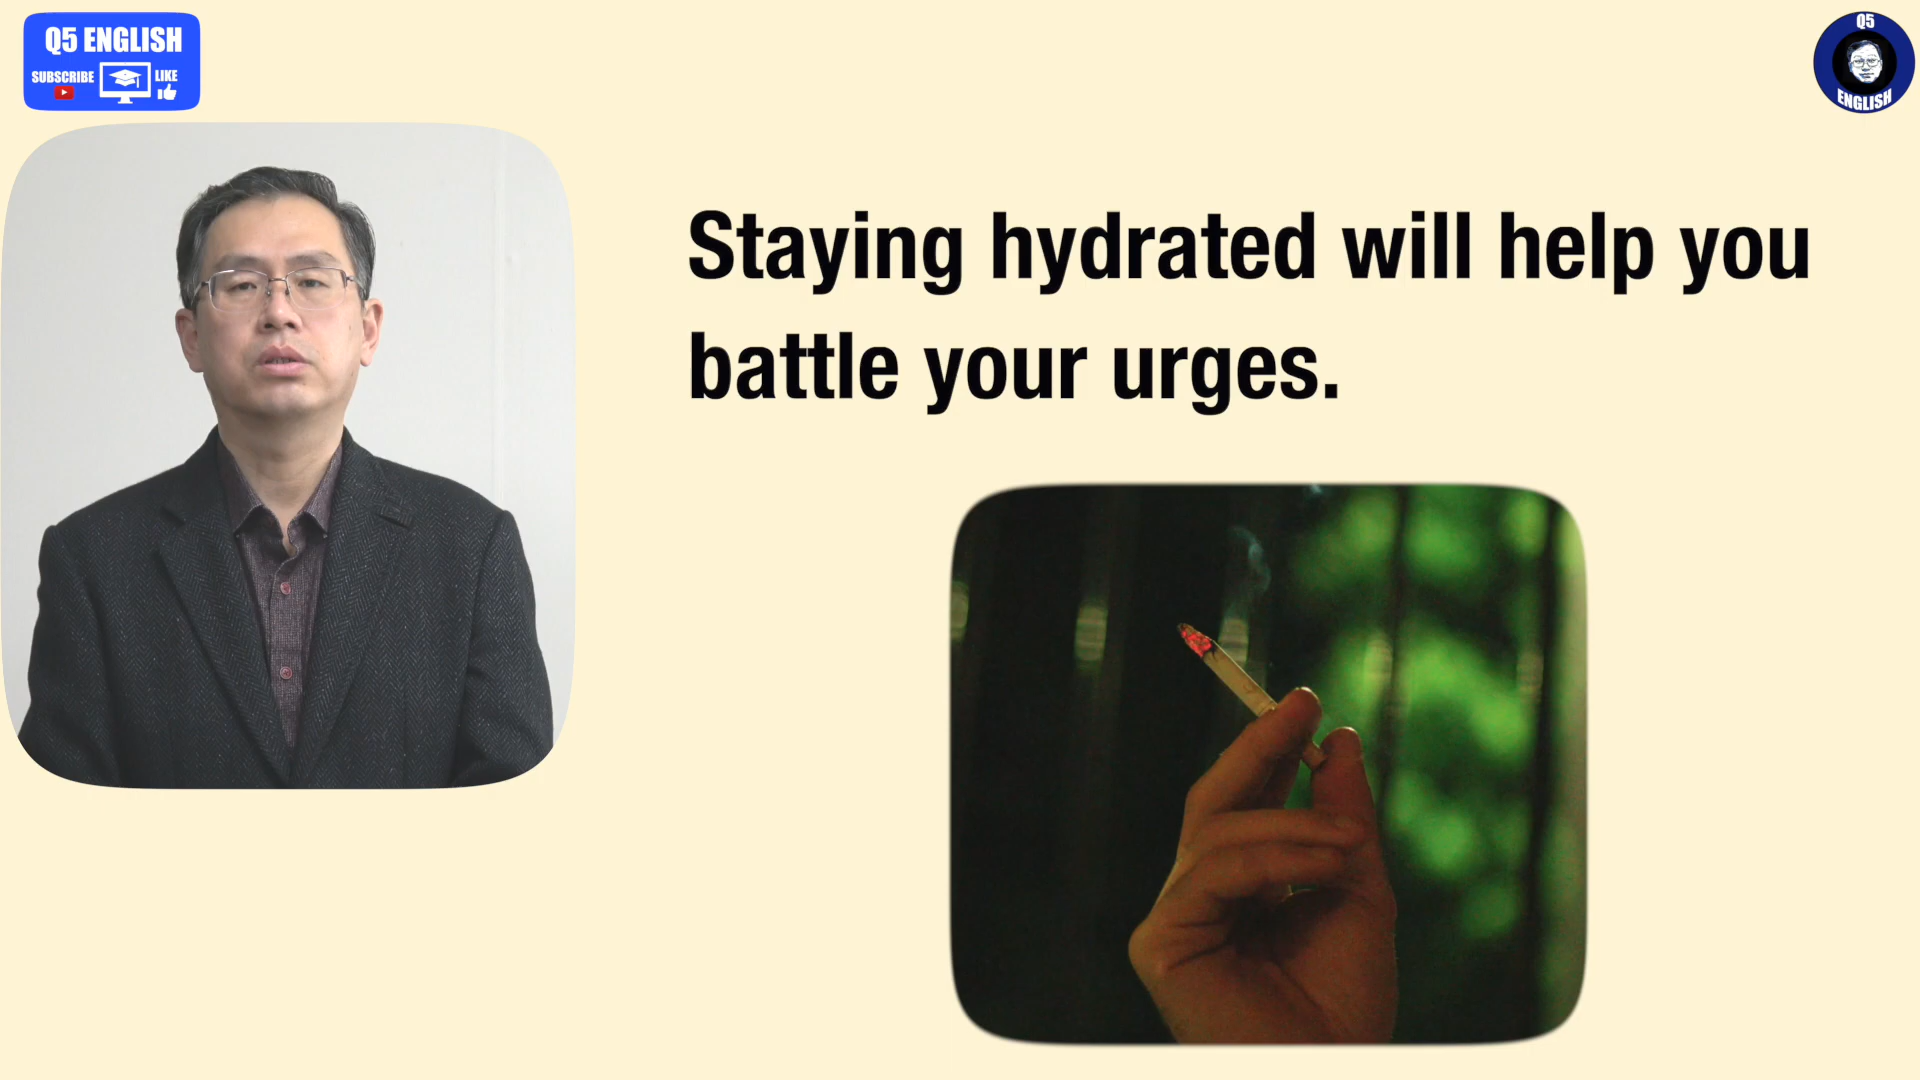 Q5 ENGLISH
SUBSCRIBE
LIKE
Q5
ENGLISH
Staying hydrated will help you
battle your urges.